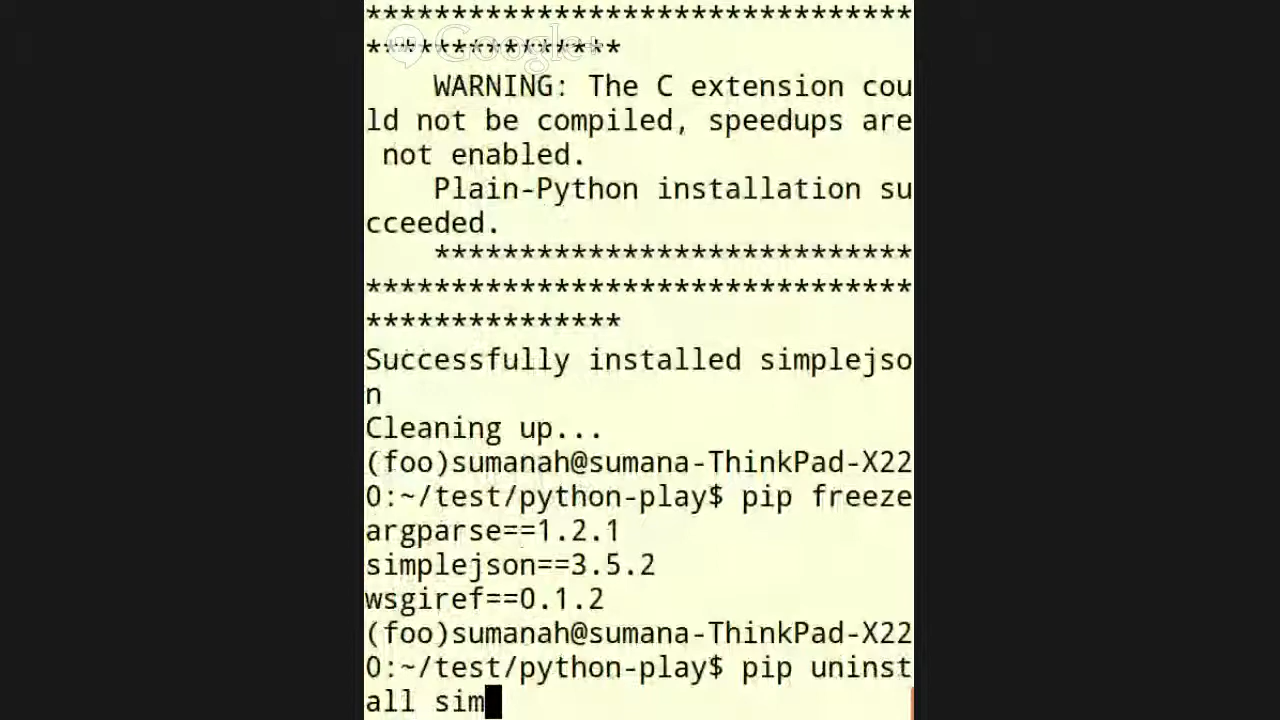 ********************************
***************
Google+
    WARNING: The C extension cou
ld not be compiled, speedups are
 not enabled.
    Plain-Python installation su
cceeded.
    ****************************
********************************
***************
Successfully installed simplejso
n
Cleaning up...
(foo)sumanah@sumana-ThinkPad-X22
0:~/test/python-play$ pip freeze
argparse==1.2.1
simplejson==3.5.2
wsgiref==0.1.2
(foo)sumanah@sumana-ThinkPad-X22
0:~/test/python-play$ pip uninst
all sim